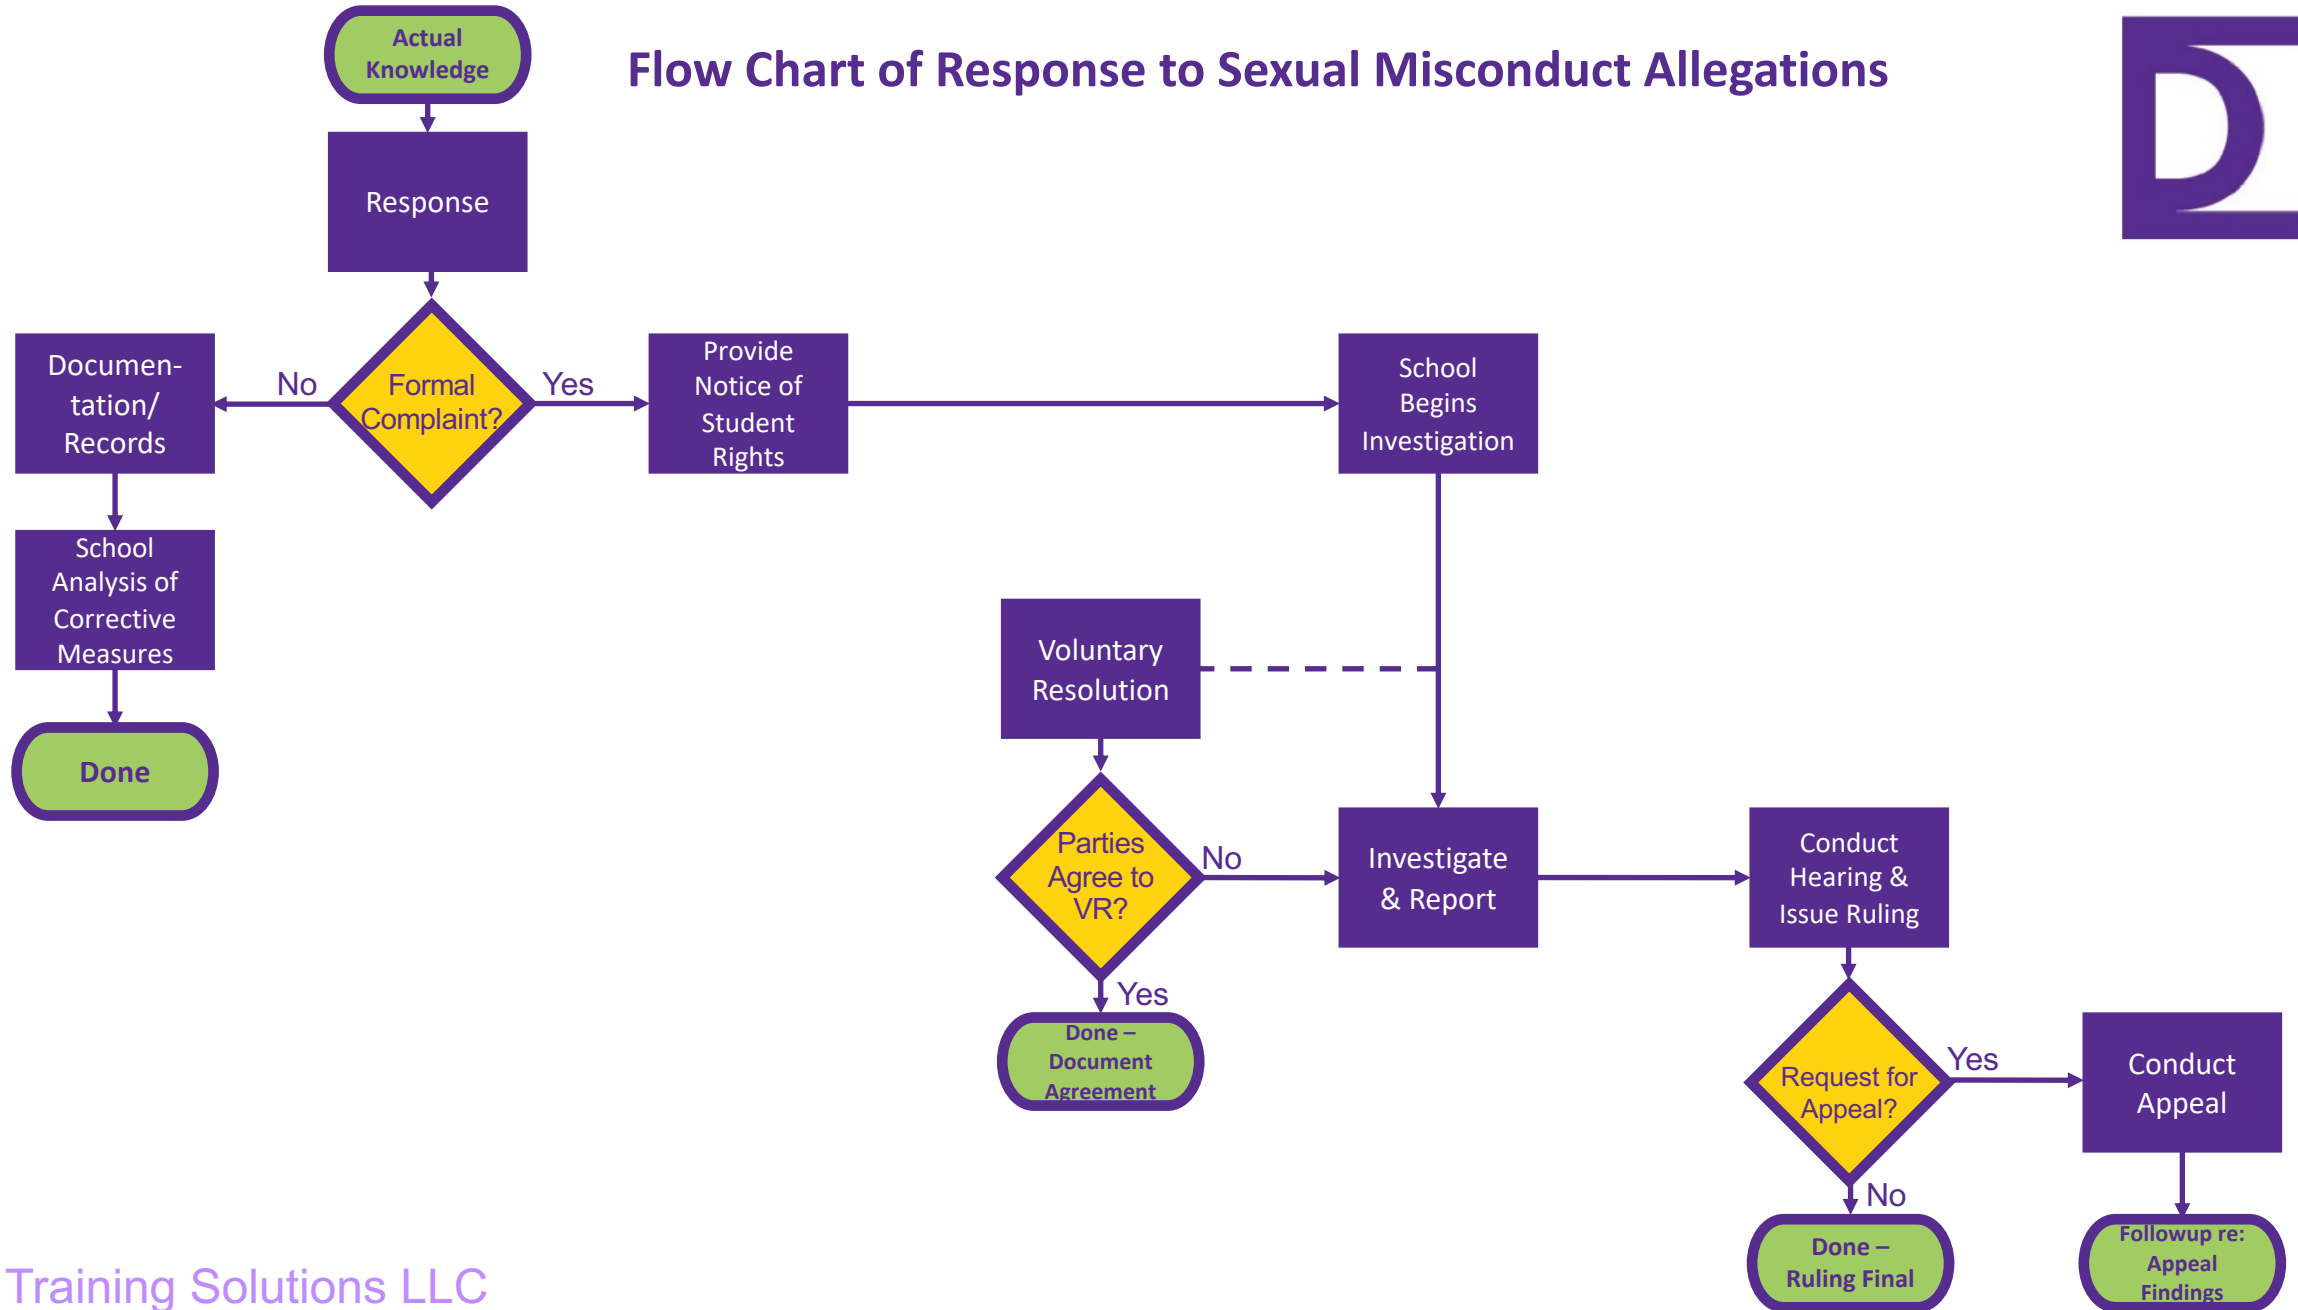 Actual
Knowledge
Flow Chart of Response to Sexual Misconduct Allegations
D
Response
Documen-
tation/
Records
No
Formal
Complaint?
Yes
Provide
Notice of
Student
Rights
School
Begins
Investigation
School
Analysis of
Corrective
Measures
Done
Voluntary
Resolution
Parties
Agree to
VR?
No
Yes
Done –
Document
Agreement
Investigate
& Report
Conduct
Hearing &
Issue Ruling
Request for
Appeal?
Yes
No
Conduct
Appeal
Done –
Ruling Final
Followup re:
Appeal
Findings
Training Solutions LLC